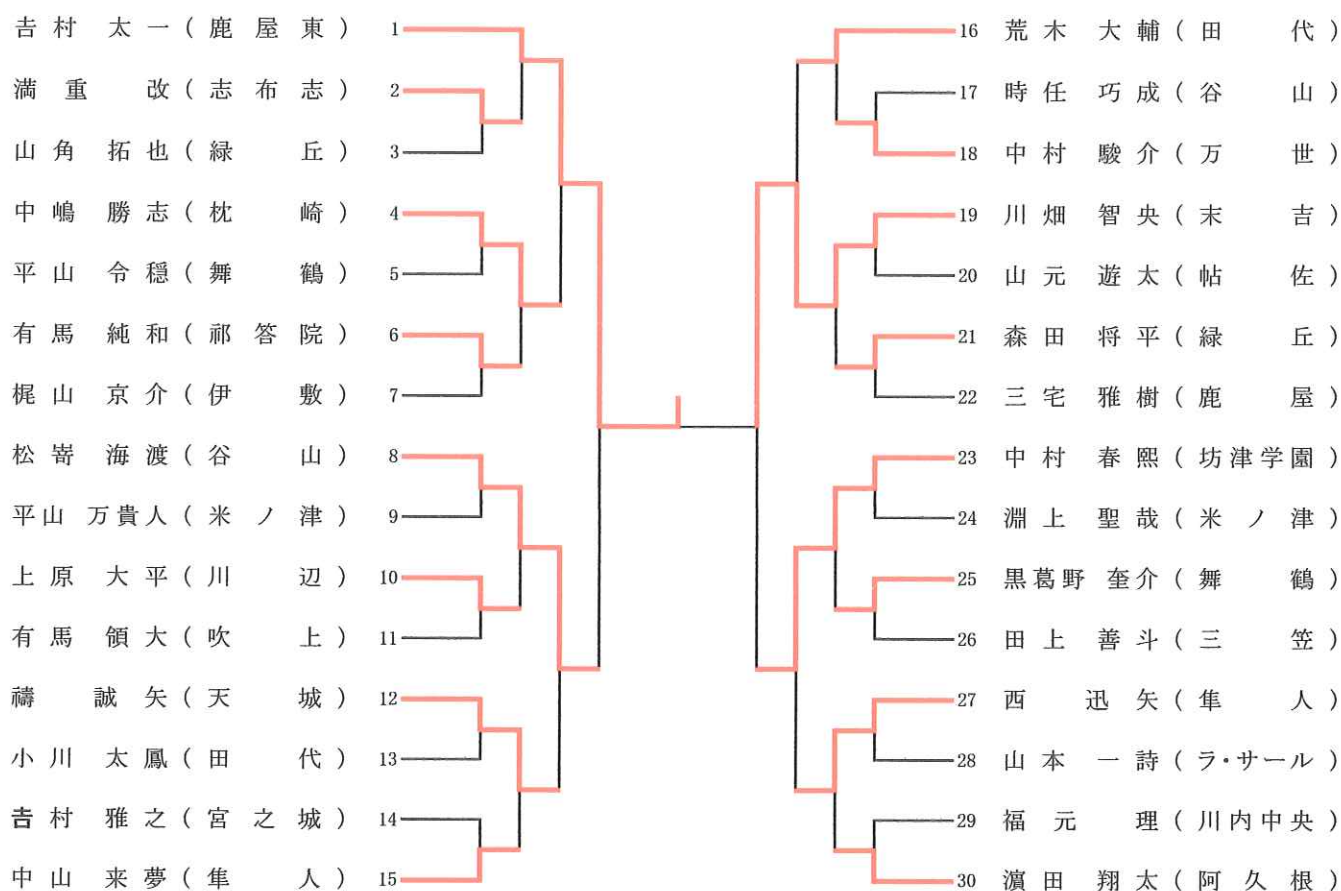 吉村 太一(鹿屋東) 1
満重 改(志布志) 2
山角 拓也(緑丘) 3
中嶋 勝志(枕崎) 4
平山 令穏(舞鶴) 5
有馬 純和(祁答院) 6
梶山 京介(伊敷) 7
松嵜 海渡(谷山) 8
平山 万貴人(米ノ津) 9
上原 大平(川辺) 10
有馬 領大(吹上) 11
禱 誠矢(天城) 12
小川 太鳳(田代) 13
𠮷村 雅之(宮之城) 14
中山 来夢(隼人) 15
16 荒木 大輔(田代)
17 時任 巧成(谷山)
18 中村 駿介(万世)
19 川畑 智央(末吉)
20 山元 遊太(帖佐)
21 森田 将平(緑丘)
22 三宅 雅樹(鹿屋)
23 中村 春熙(坊津学園)
24 淵上 聖哉(米ノ津)
25 黒葛野 奎介(舞鶴)
26 田上 善斗(三笠)
27 西 迅矢(隼人)
28 山本 一詩(ラ・サール)
29 福元 理(川内中央)
30 濵田 翔太(阿久根)